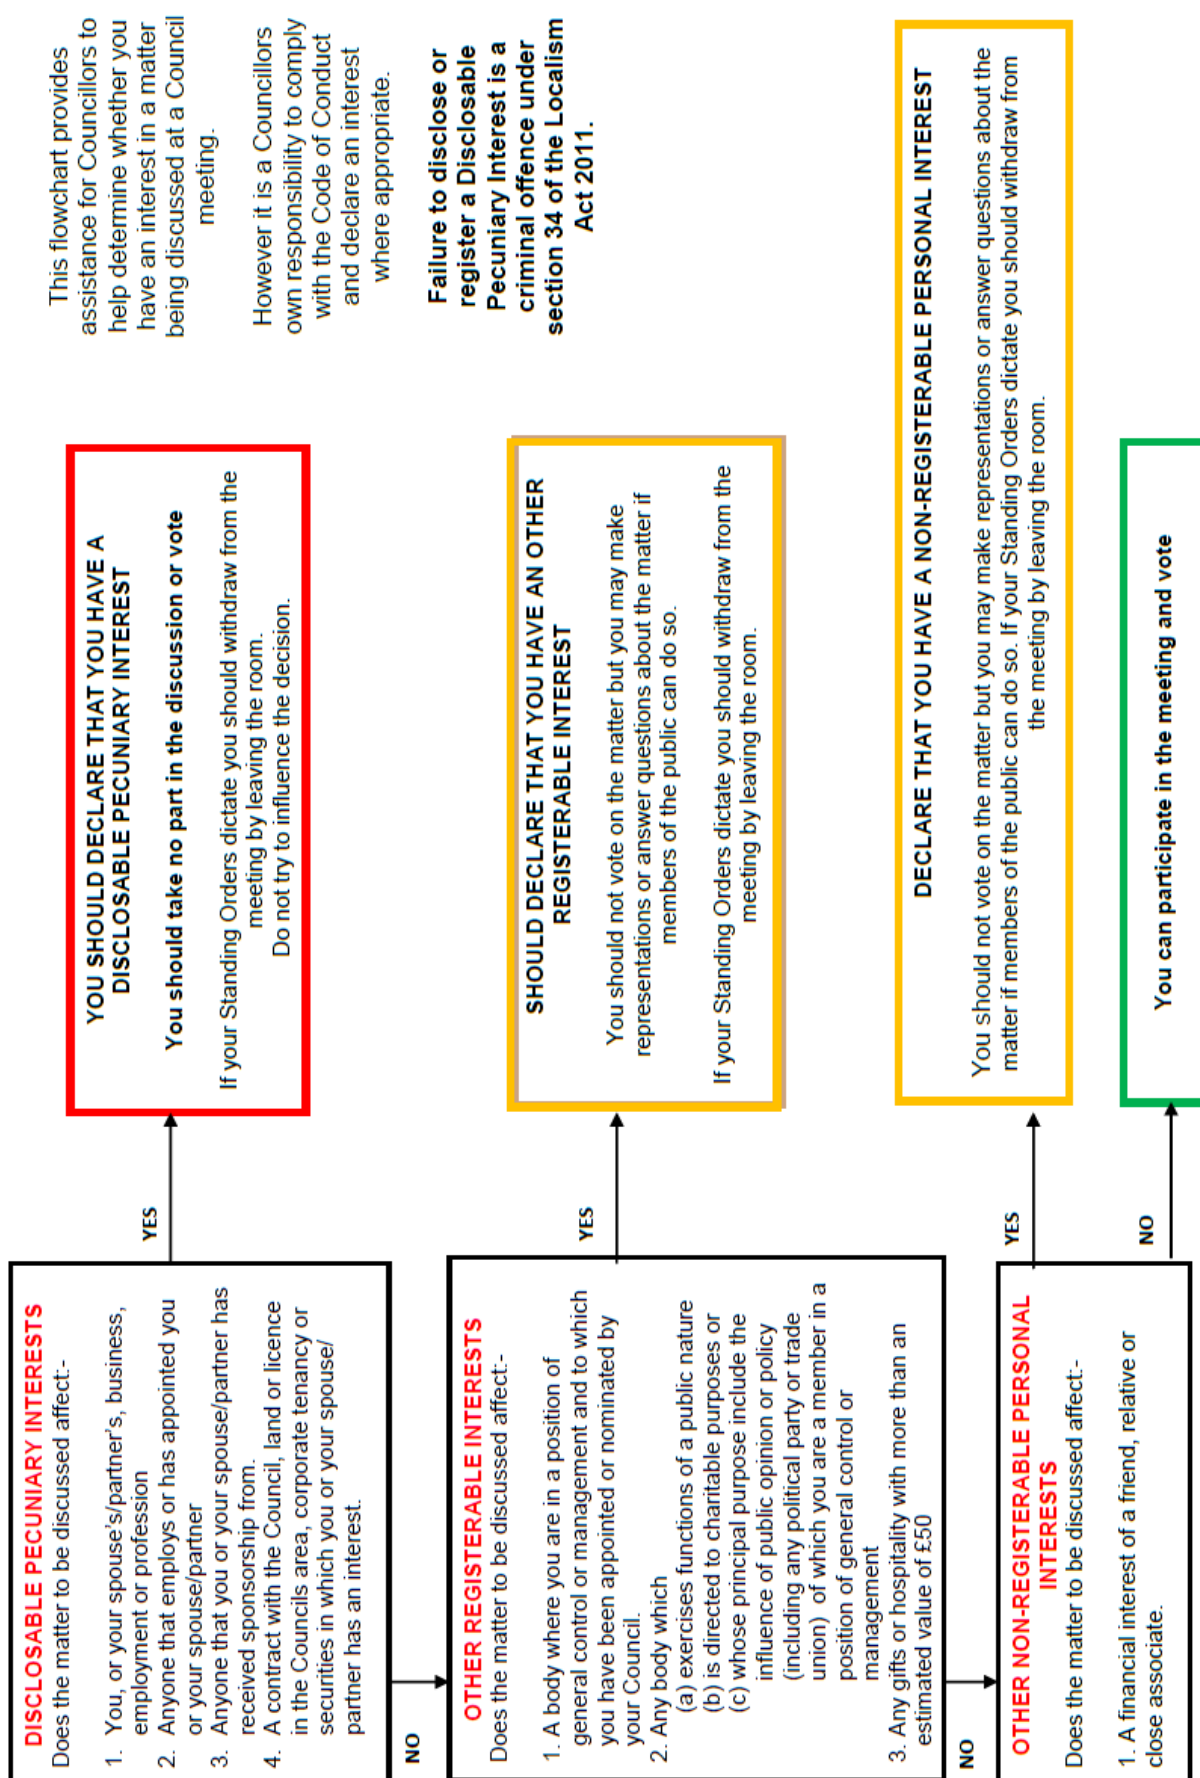 DISCLOSABLE PECUNIARY INTERESTS
Does the matter to be discussed affect:-
1. You, or your spouse's/partner's, business,
employment or profession
2. Anyone that employs or has appointed you
or your spouse/partner
3. Anyone that you or your spouse/partner has
received sponsorship from.
4. A contract with the Council, land or licence
in the Councils area, corporate tenancy or
securities in which you or your spouse/
partner has an interest.
YES
YOU SHOULD DECLARE THAT YOU HAVE A
DISCLOSABLE PECUNIARY INTEREST
You should take no part in the discussion or vote
If your Standing Orders dictate you should withdraw from the
meeting by leaving the room.
Do not try to influence the decision.
This flowchart provides
assistance for Councillors to
help determine whether you
have an interest in a matter
being discussed at a Council
meeting.
However it is a Councillors
own responsibility to comply
with the Code of Conduct
and declare an interest
where appropriate.
Failure to disclose or
register a Disclosable
Pecuniary Interest is a
criminal offence under
section 34 of the Localism
Act 2011.
NO
OTHER REGISTERABLE INTERESTS
Does the matter to be discussed affect:-
1. A body where you are in a position of
general control or management and to which
you have been appointed or nominated by
your Council.
2. Any body which
(a) exercises functions of a public nature
(b) is directed to charitable purposes or
(c) whose principal purpose include the
influence of public opinion or policy
(including any political party or trade
union) of which you are a member in a
position of general control or
management
3. Any gifts or hospitality with more than an
estimated value of £50
YES
SHOULD DECLARE THAT YOU HAVE AN OTHER
REGISTERABLE INTEREST
You should not vote on the matter but you may make
representations or answer questions about the matter if
members of the public can do so.
If your Standing Orders dictate you should withdraw from the
meeting by leaving the room.
NO
OTHER NON-REGISTERABLE PERSONAL
INTERESTS
Does the matter to be discussed affect:-
1. A financial interest of a friend, relative or
close associate.
YES
DECLARE THAT YOU HAVE A NON-REGISTERABLE PERSONAL INTEREST
You should not vote on the matter but you may make representations or answer questions about the
matter if members of the public can do so. If your Standing Orders dictate you should withdraw from
the meeting by leaving the room.
NO
You can participate in the meeting and vote